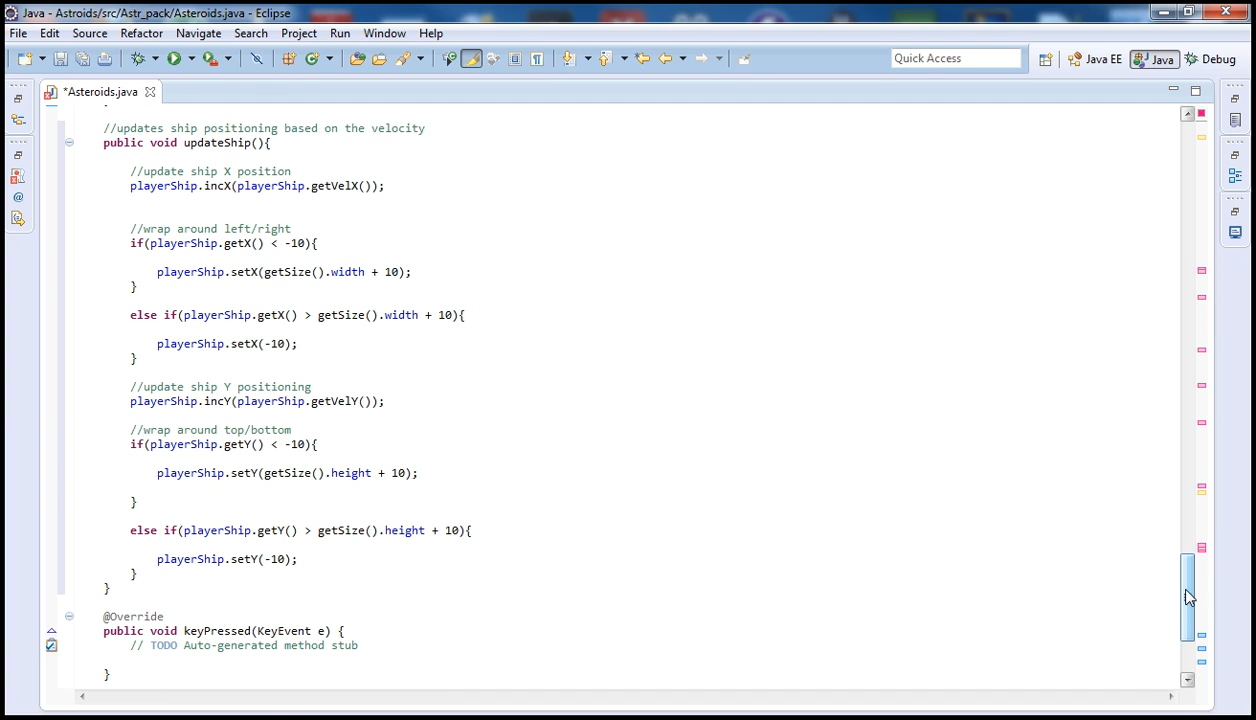 Java - Astroids/src/Astr_pack/Asteroids.java - Eclipse
File Edit Source Refactor Navigate Search Project Run Window Help
Quick Access
Java EE
Java
Debug
*Asteroids.java
//updates ship positioning based on the velocity
public void updateShip(){
//update ship X position
playerShip.incX(playerShip.getVelX());
//wrap around left/right
if(playerShip.getX() < -10){
playerShip.setX(getSize().width + 10);
}
else if(playerShip.getX() > getSize().width + 10){
playerShip.setX(-10);
}
//update ship Y positioning
playerShip.incY(playerShip.getVelY());
//wrap around top/bottom
if(playerShip.getY() < -10){
playerShip.setY(getSize().height + 10);
}
else if(playerShip.getY() > getSize().height + 10){
playerShip.setY(-10);
}
}
@Override
public void keyPressed(KeyEvent e) {
// TODO Auto-generated method stub
}